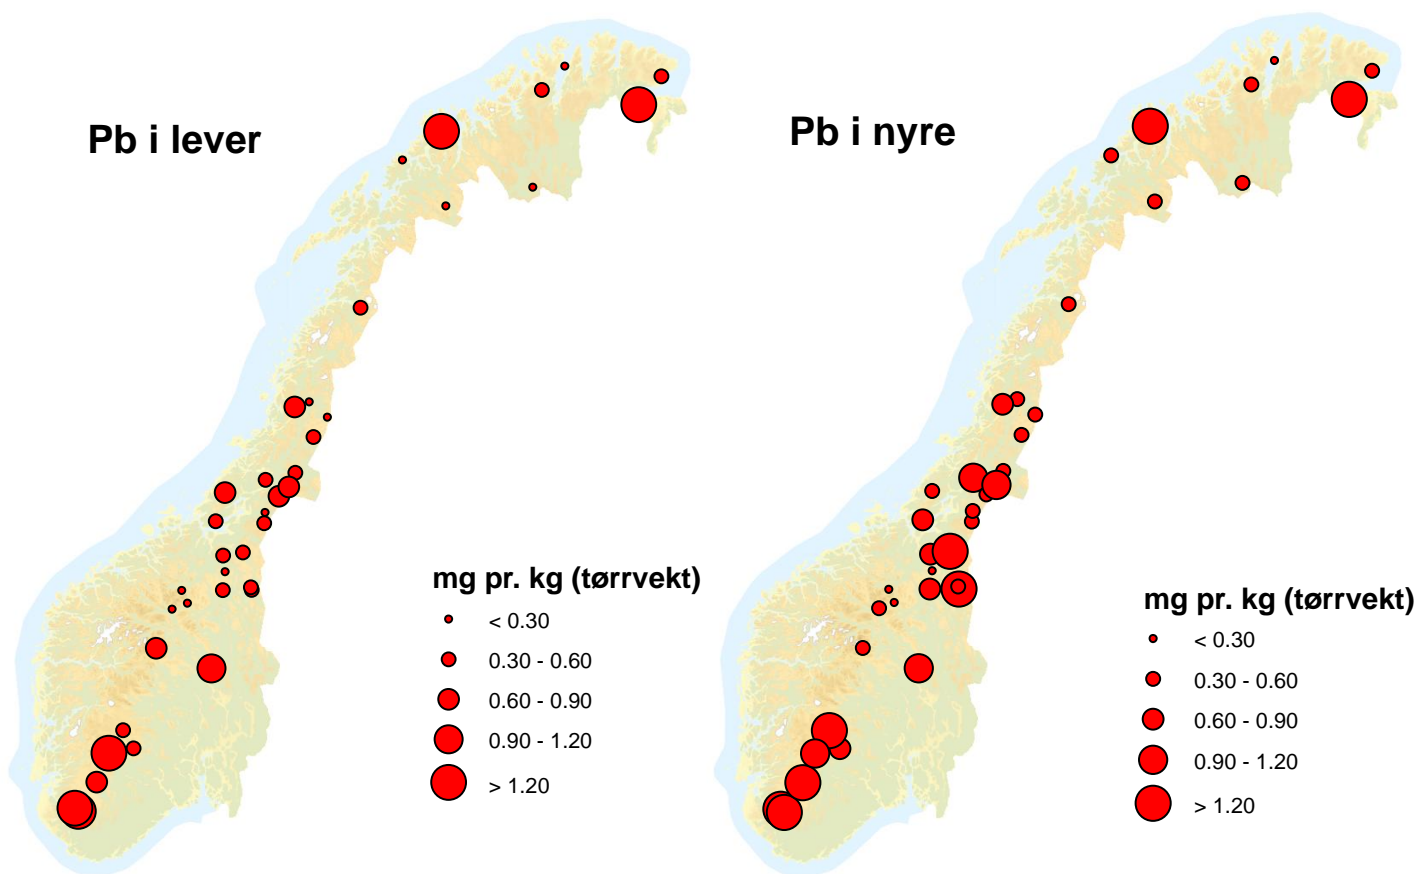 Pb i lever
mg pr. kg (tørrvekt)
< 0.30
0.30 - 0.60
0.60 - 0.90
0.90 - 1.20
> 1.20
Pb i nyre
mg pr. kg (tørrvekt)
< 0.30
0.30 - 0.60
0.60 - 0.90
0.90 - 1.20
> 1.20